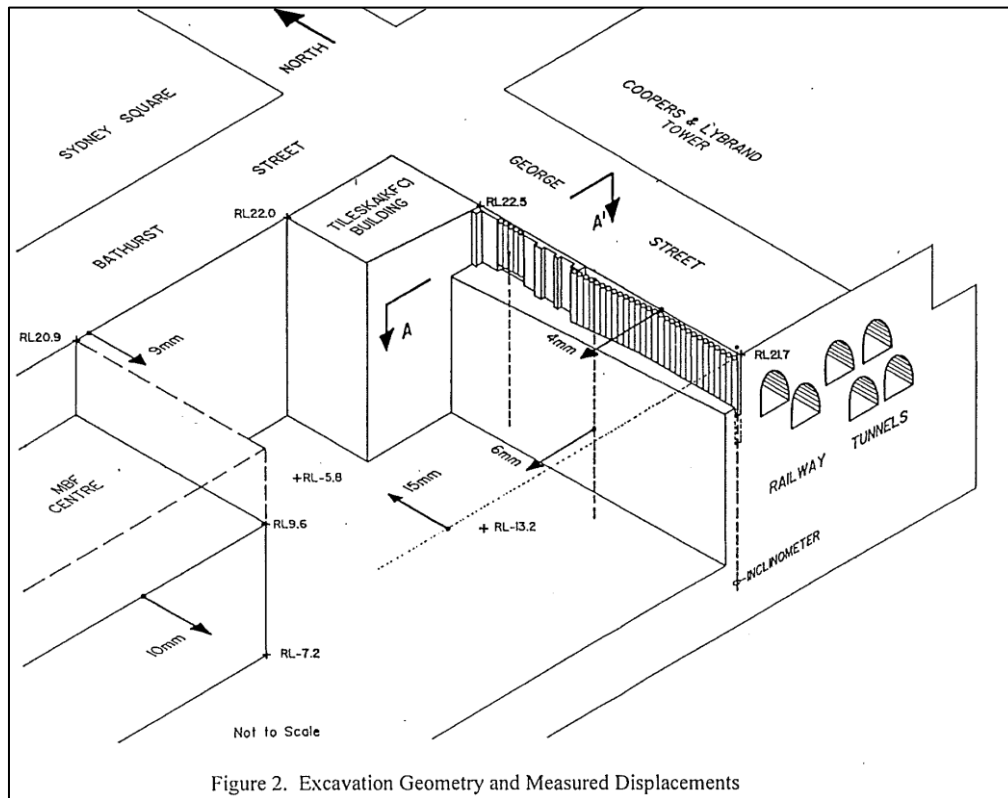 NORTH
SYDNEY SQUARE
COOPERS & LYBRAND
TOWER
STREET
GEORGE
A'
RL22.5
TILESKA(KFC)
BUILDING
RL22.0
BATHURST
STREET
A
RL20.9
9mm
4mm
RL21.7
RAILWAY TUNNELS
MBF
CENTRE
RL-5.8
6mm
15mm
RL9.6
RL-13.2
INCLINOMETER
10mm
RL-7.2
Not to Scale
Figure 2. Excavation Geometry and Measured Displacements